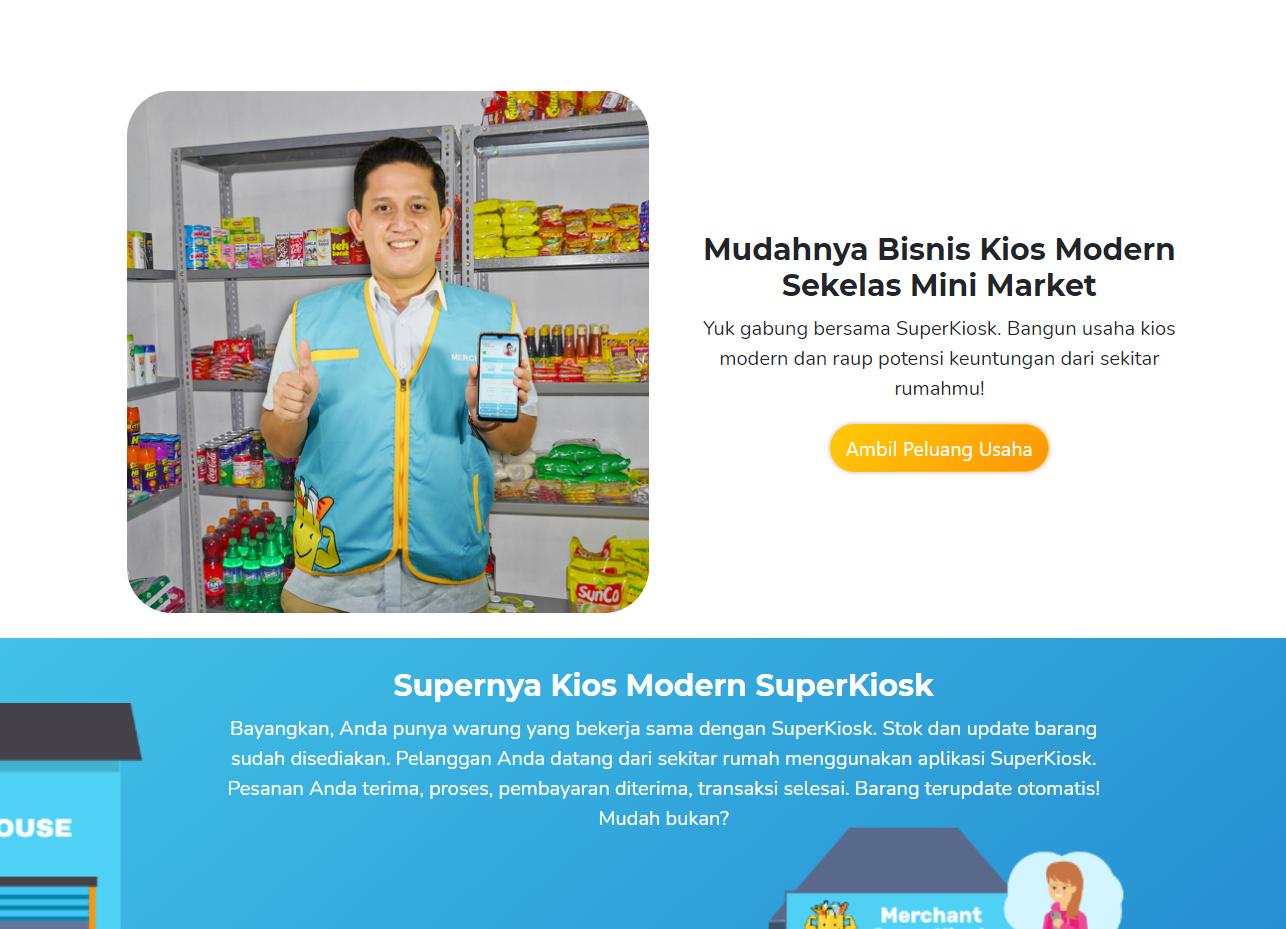 Mudahnya Bisnis Kios Modern
Sekelas Mini Market
Yuk gabung bersama SuperKiosk. Bangun usaha kios
modern dan raup potensi keuntungan dari sekitar
rumahmu!
Ambil Peluang Usaha
SunCo
Supernya Kios Modern SuperKiosk
Bayangkan, Anda punya warung yang bekerja sama dengan SuperKiosk. Stok dan update barang
sudah disediakan. Pelanggan Anda datang dari sekitar rumah menggunakan aplikasi SuperKiosk.
Pesanan Anda terima, proses, pembayaran diterima, transaksi selesai. Barang terupdate otomatis!
Mudah bukan?
OUSE
Merchant